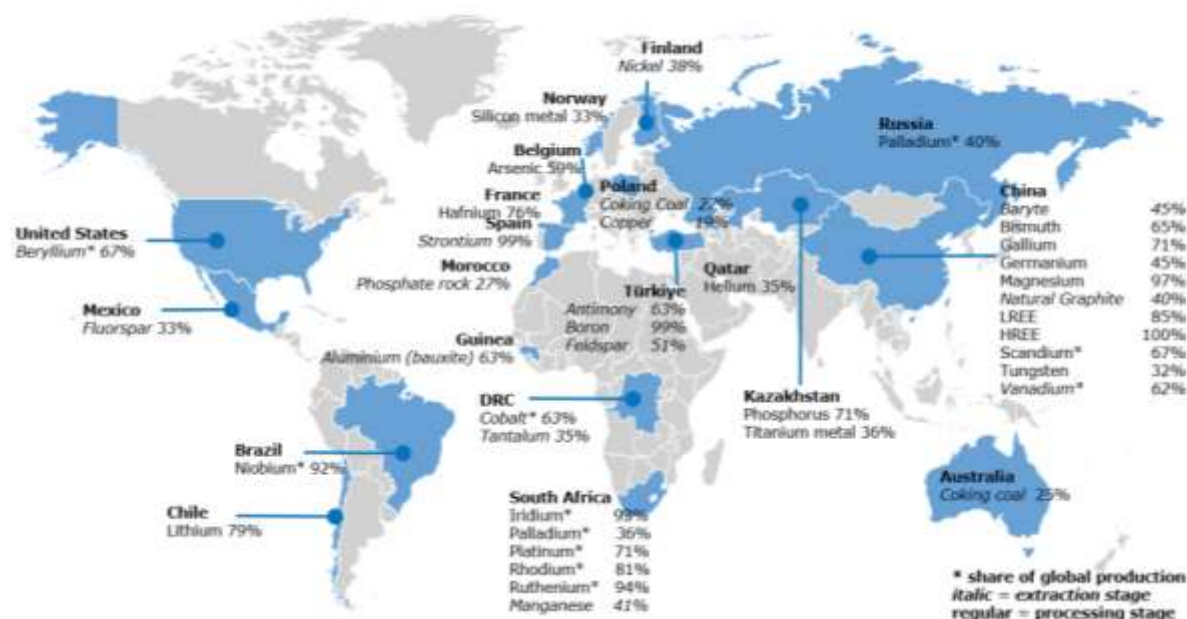 Finland
Nickel 38%
Norway
Silicon metal 33%
Belgium
Arsenic 59%
France
Hafnium 76%
Spain
Strontium 99%
Poland
Coking Coal 22%
Copper 19%
Russia
Palladium* 40%
China
Baryte 45%
Bismuth 65%
Gallium 71%
Germanium 45%
Magnesium 97%
Natural Graphite 40%
LREE 85%
HREE 100%
Scandium* 67%
Tungsten 32%
Vanadium* 62%
United States
Beryllium* 67%
Mexico
Fluorspar 33%
Morocco
Phosphate rock 27%
Türkiye
Antimony 63%
Boron 99%
Feldspar 51%
Qatar
Helium 35%
Guinea
Aluminium (bauxite) 63%
DRC
Cobalt* 63%
Tantalum 35%
Kazakhstan
Phosphorus 71%
Titanium metal 36%
Brazil
Niobium* 92%
Chile
Lithium 79%
South Africa
Iridium* 93%
Palladium* 36%
Platinum* 71%
Rhodium* 81%
Ruthenium* 94%
Manganese 41%
Australia
Coking coal 25%
* share of global production
italic = extraction stage
regular = processing stage